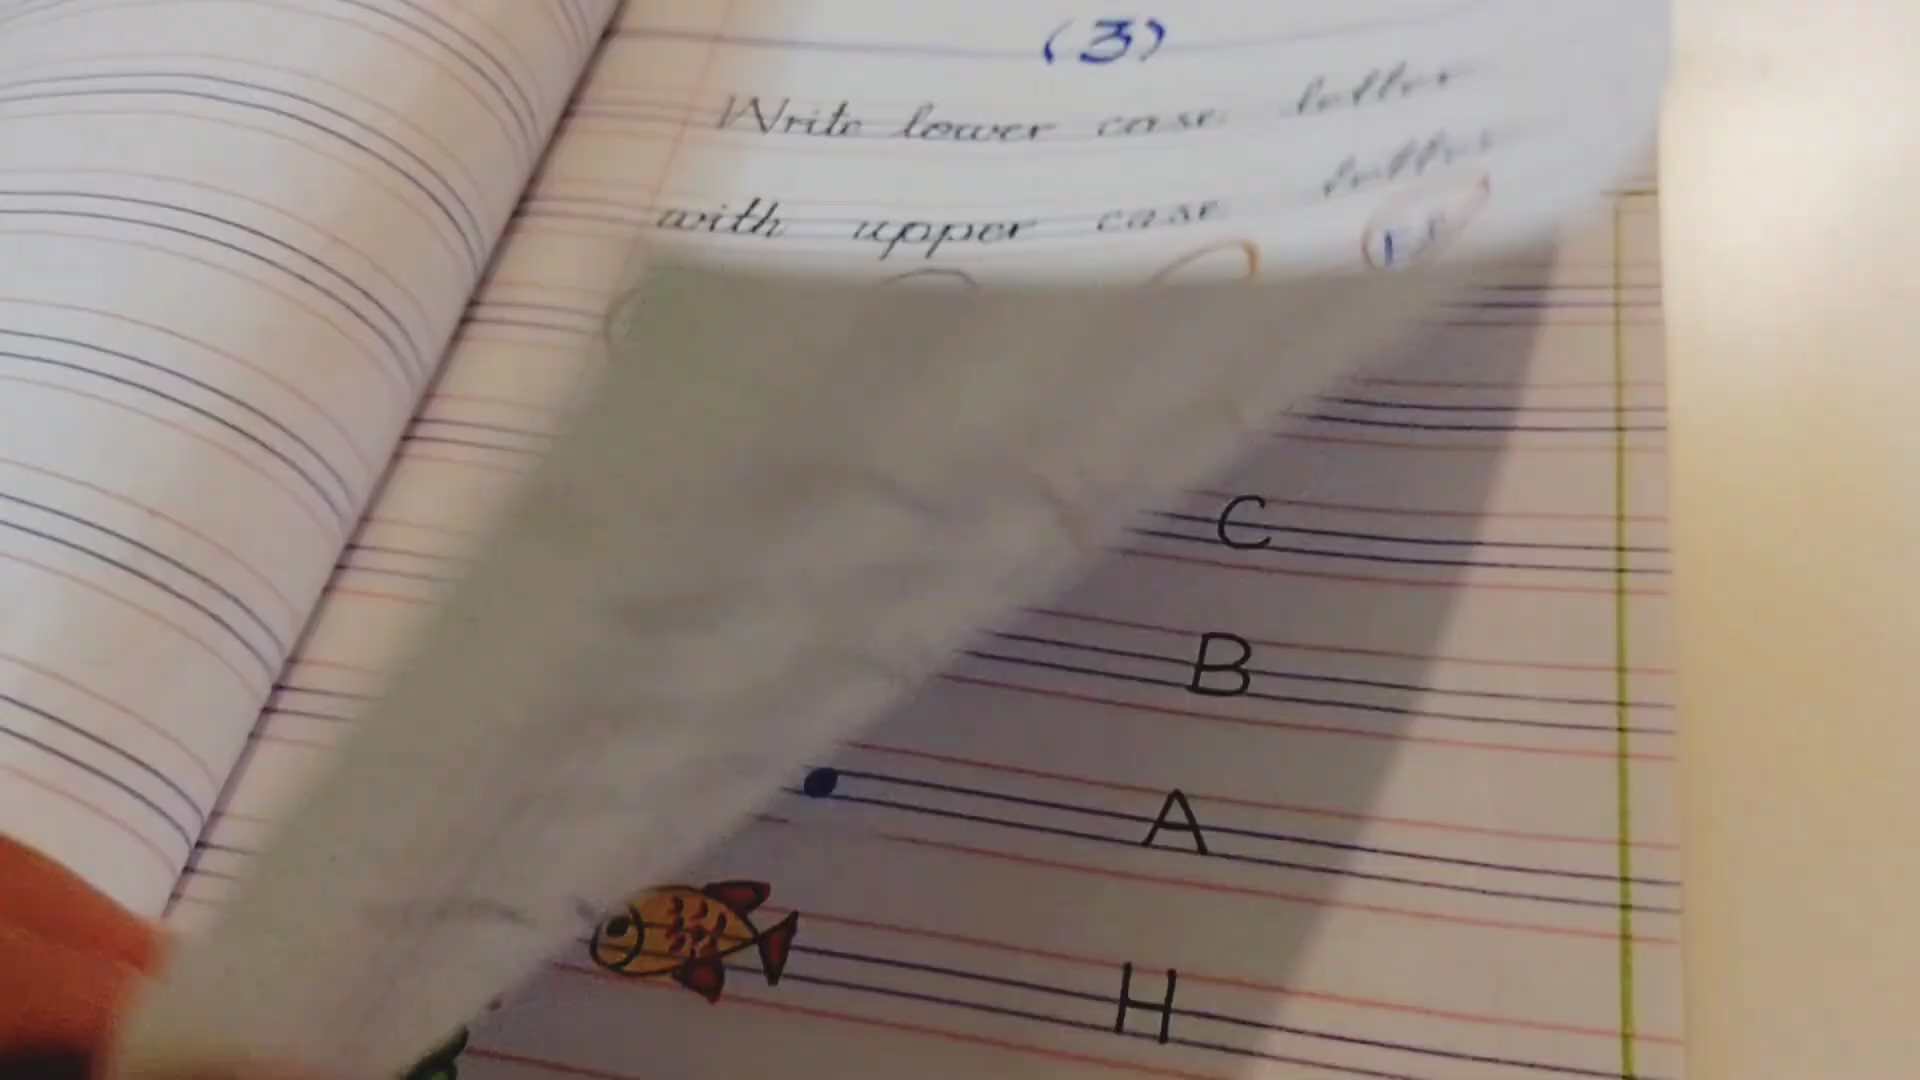 (3)
Write lower case letter
with upper case letter
C
B
A
H